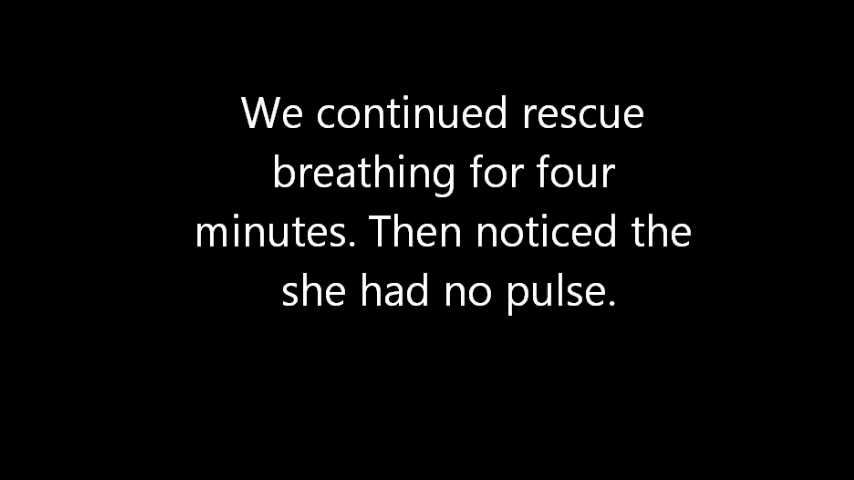 We continued rescue
breathing for four
minutes. Then noticed the
she had no pulse.